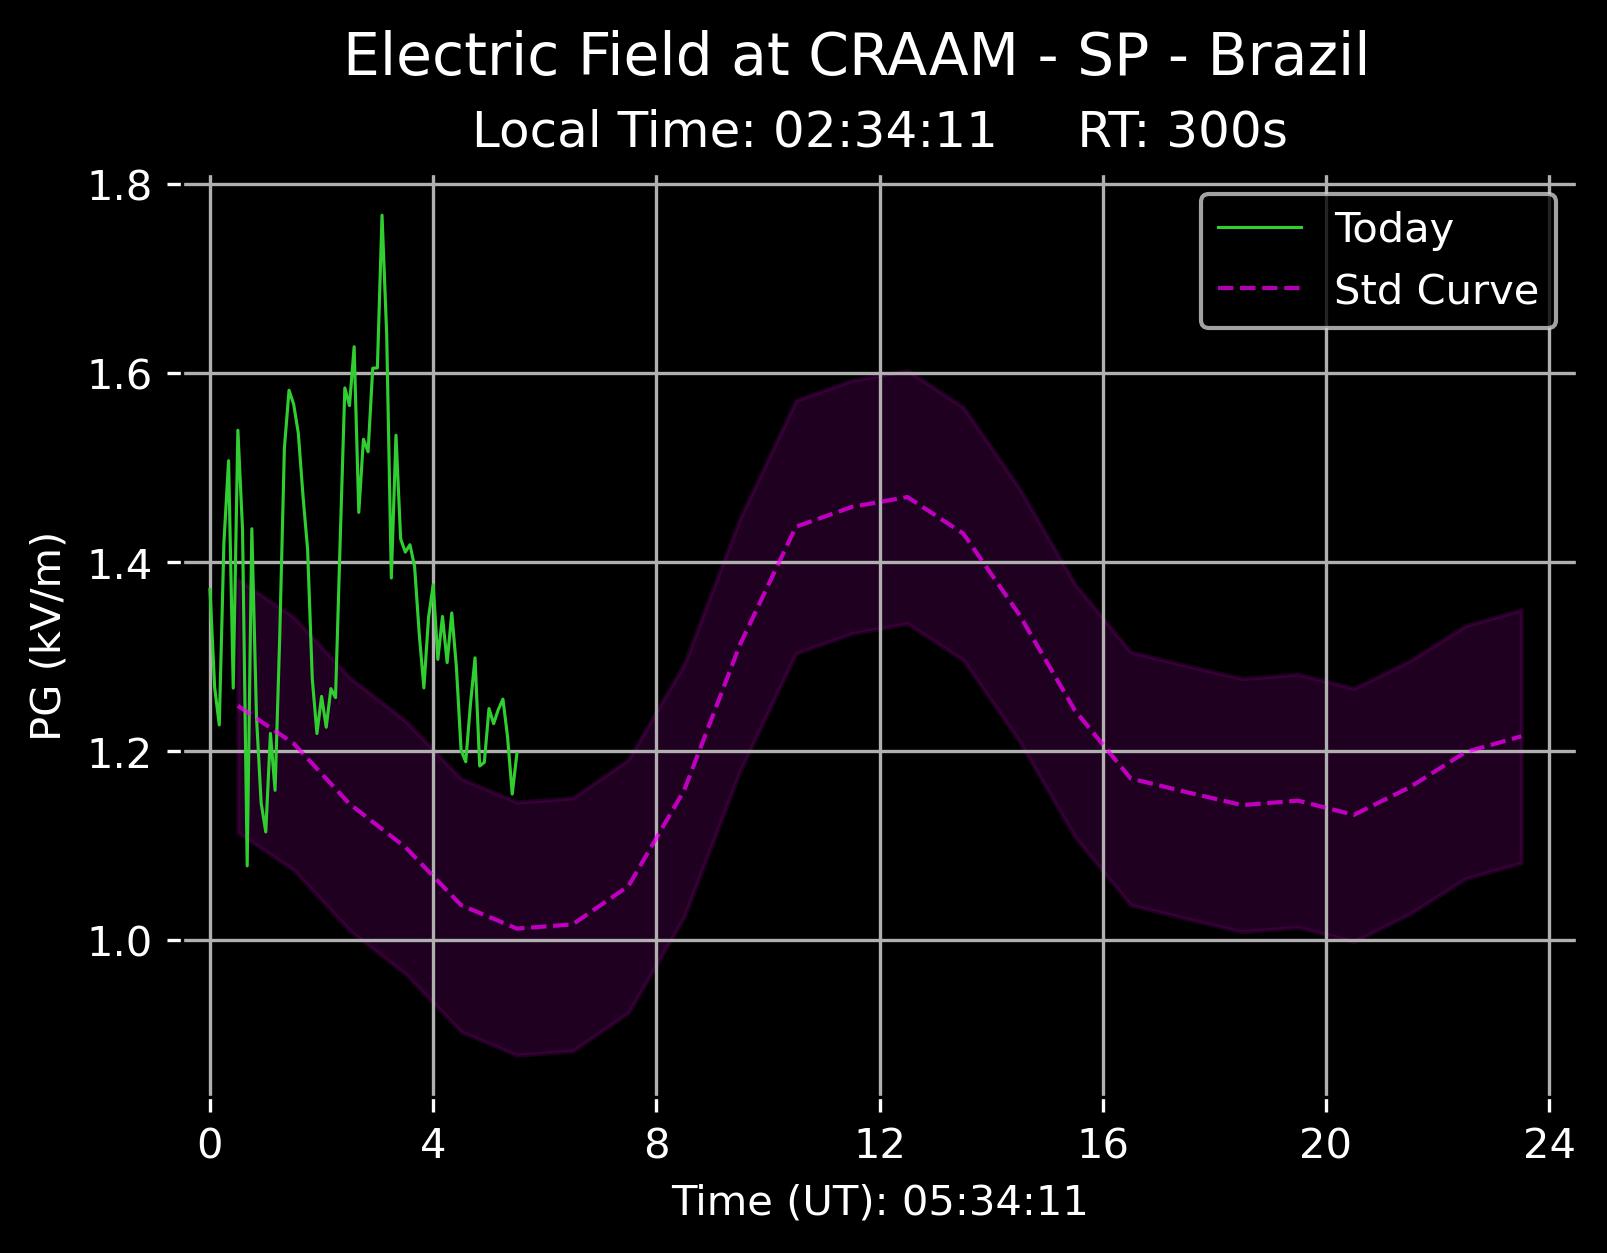 Electric Field at CRAAM - SP - Brazil
Local Time: 02:34:11 RT: 300s
1.8
1.6
1.4
1.2
1.0
PG (kV/m)
Today
Std Curve
0 4 8 12 16 20 24
Time (UT): 05:34:11